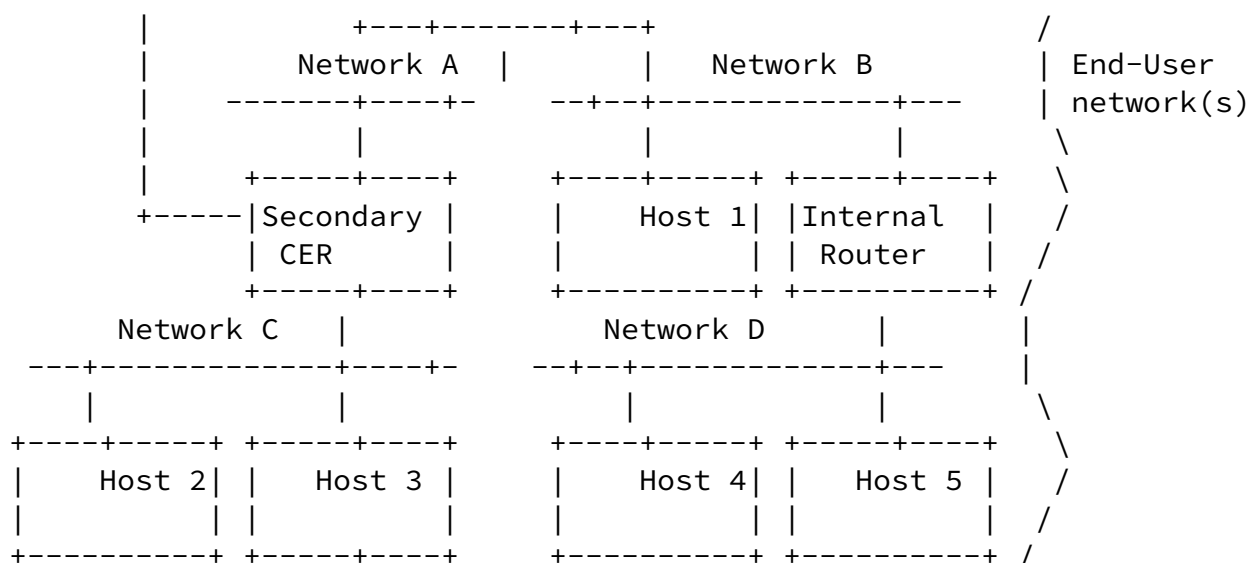 Network A Network B End-User
network(s)
Secondary Host 1 Internal
CER Router
Network C Network D
Host 2 Host 3 Host 4 Host 5